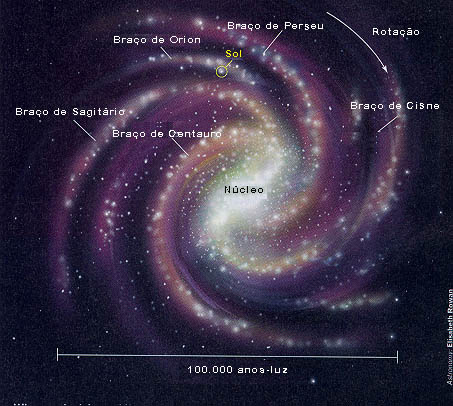 Braço de Perseu
Rotação
Braço de Orion
Sol
Braço de Sagitário
Braço de Cisne
Braço de Centauro
Núcleo
100.000 anos-luz
Astronomy: Elisabeth Rowan